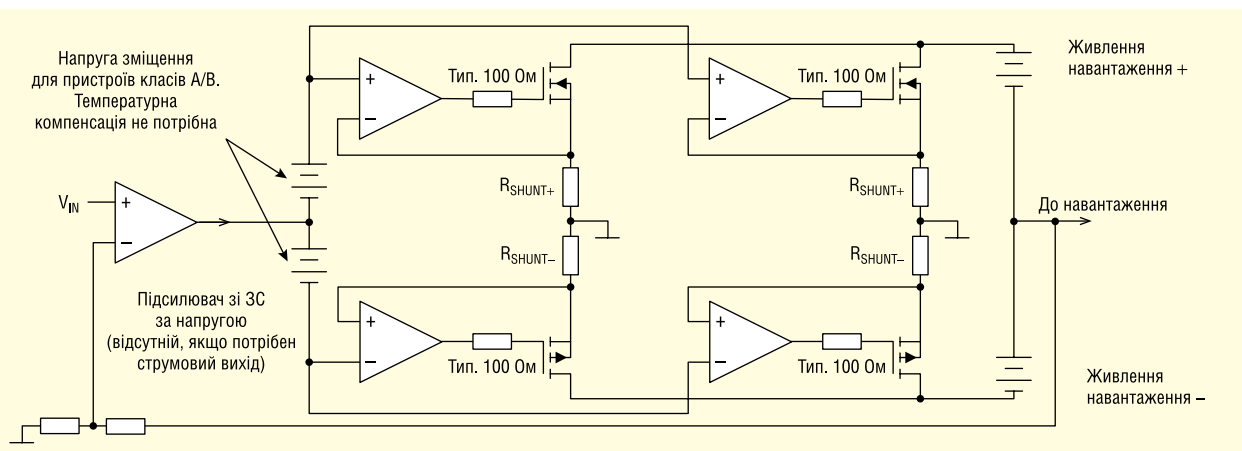 Напруга зміщення
для пристроїв класів А/В.
Температурна
компенсація не потрібна
+
−
Тип. 100 Ом
+
−
Тип. 100 Ом
Живлення
навантаження +
V_IN
+
−
R_SHUNT+
R_SHUNT+
До навантаження
R_SHUNT−
R_SHUNT−
Підсилювач зі ЗС
за напругою
(відсутній, якщо потрібен
струмовий вихід)
+
−
Тип. 100 Ом
+
−
Тип. 100 Ом
Живлення
навантаження −